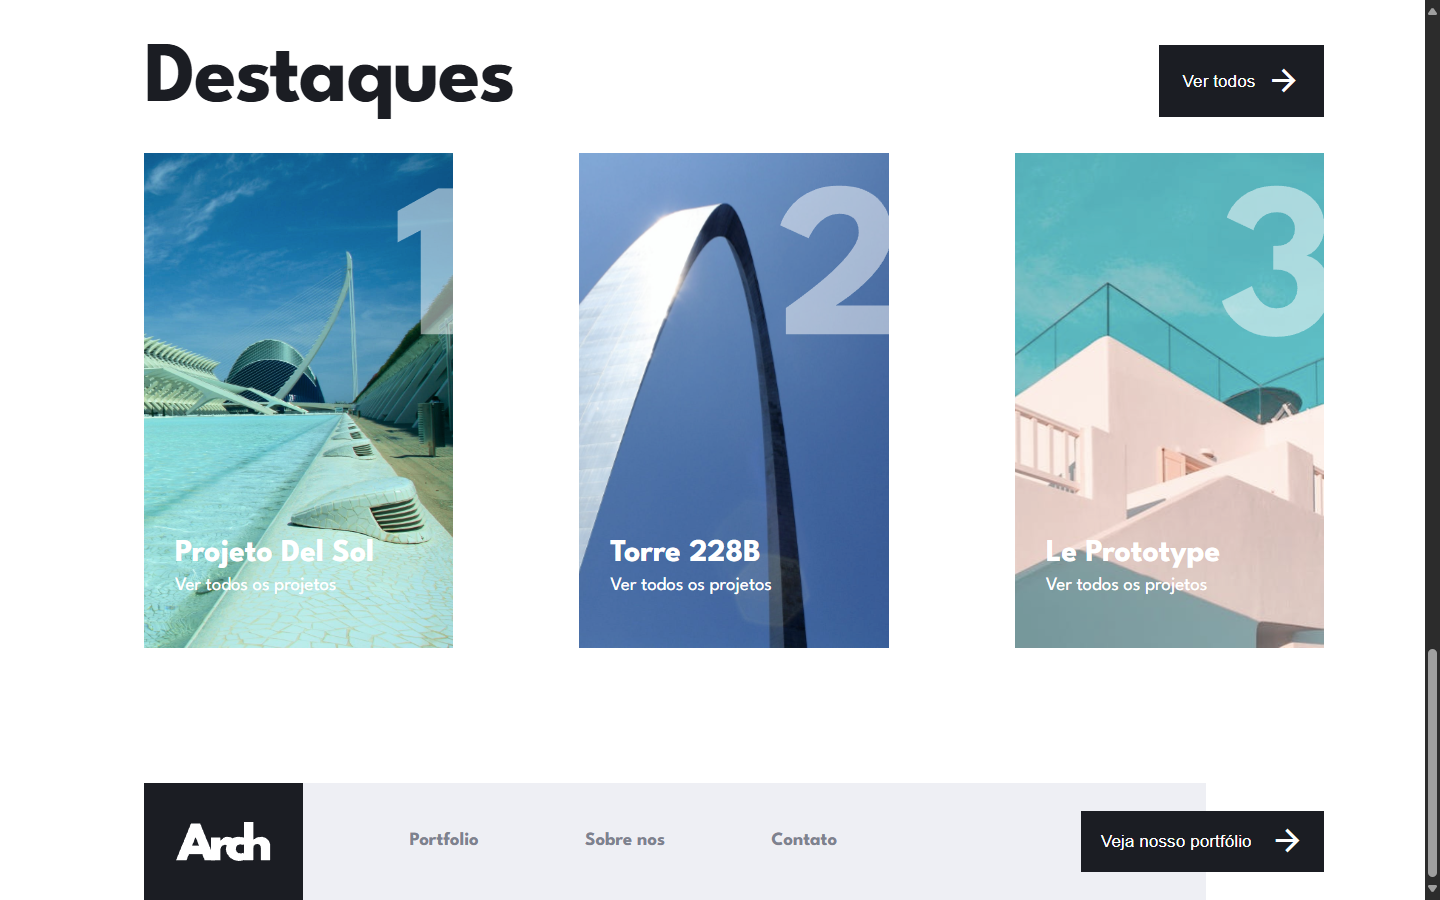 Destaques
Ver todos
1
2
3
Projeto Del Sol
Ver todos os projetos
Torre 228B
Ver todos os projetos
Le Prototype
Ver todos os projetos
Arch
Portfolio
Sobre nos
Contato
Veja nosso portfólio